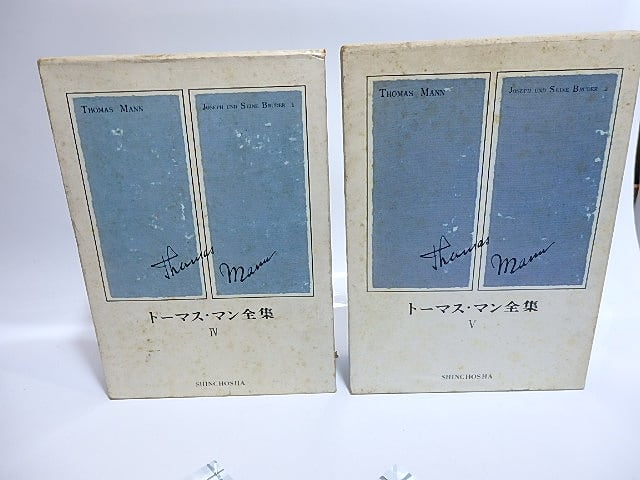 THOMAS MANN
JOSEPH UND SEINE BRÜDER 1
Thomas Mann
トーマス・マン全集
IV
SHINCHOSHA
THOMAS MANN
JOSEPH UND SEINE BRÜDER 2
Thomas Mann
トーマス・マン全集
V
SHINCHOSHA